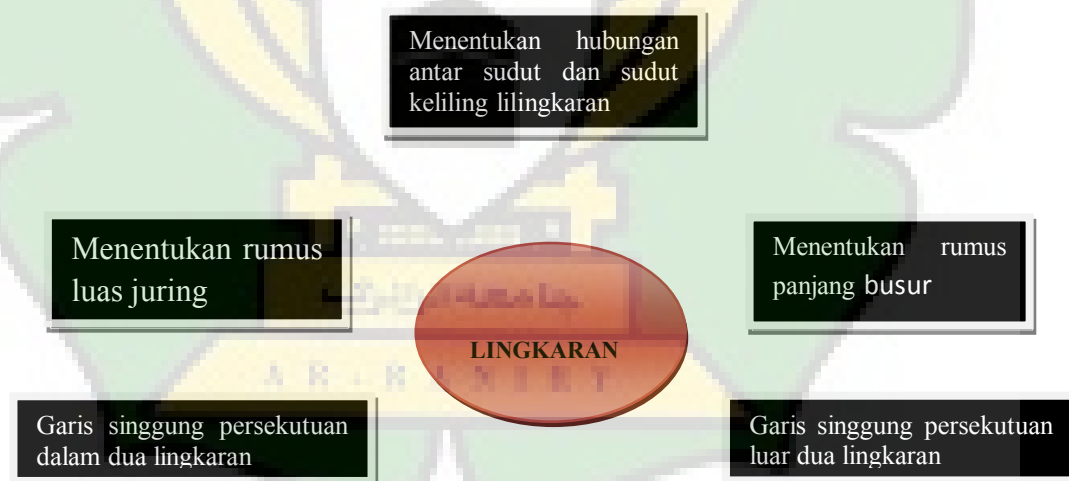 Menentukan hubungan
antar sudut dan sudut
keliling lilingkaran
Menentukan rumus
luas juring
Menentukan rumus
panjang busur
LINGKARAN
A R - R A N I R Y
Garis singgung persekutuan
dalam dua lingkaran
Garis singgung persekutuan
luar dua lingkaran